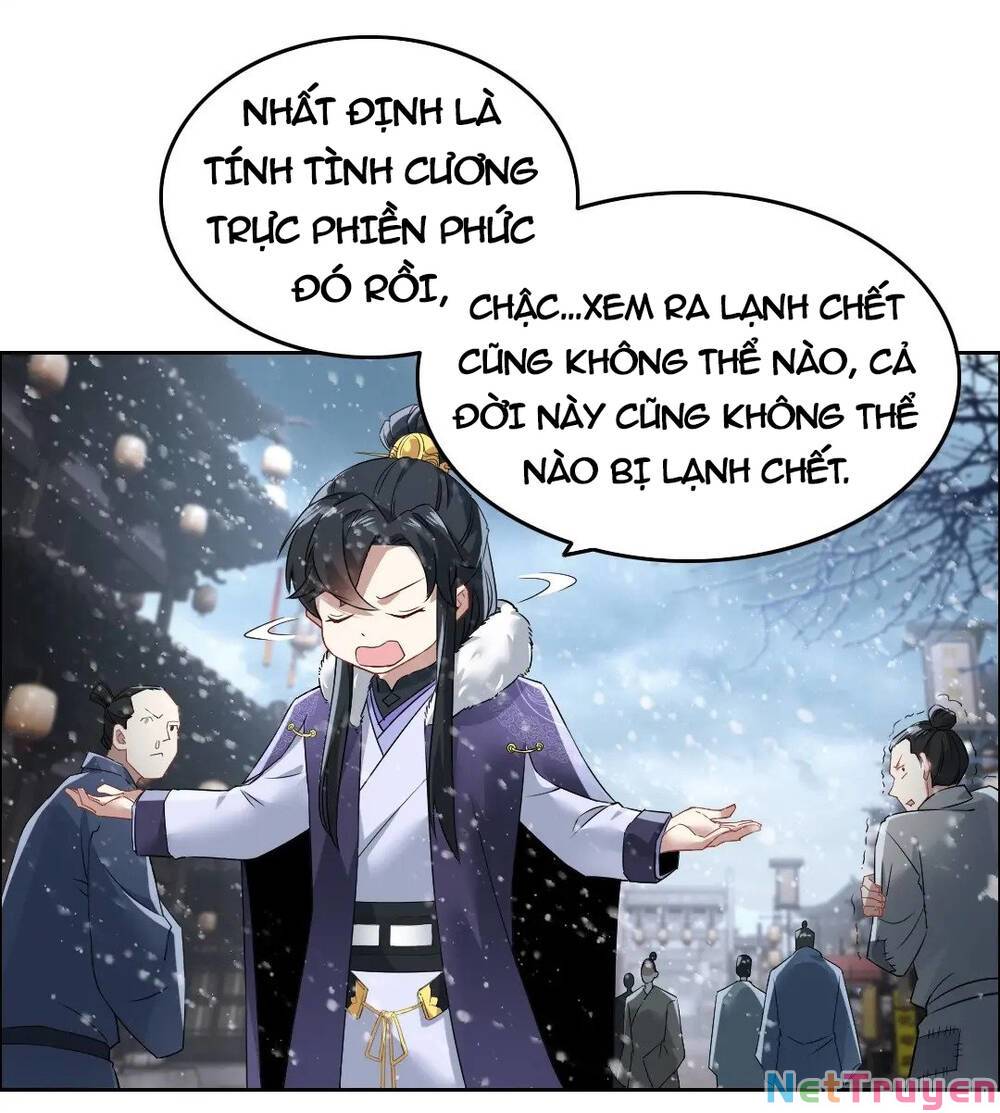 NHẤT ĐỊNH LÀ
TÍNH TÌNH CƯƠNG
TRỰC PHIỀN PHỨC
ĐÓ RỒI,
CHẬC...XEM RA LẠNH CHẾT
CŨNG KHÔNG THỂ NÀO, CẢ
ĐỜI NÀY CŨNG KHÔNG THỂ
NÀO BỊ LẠNH CHẾT.
NetTruyen